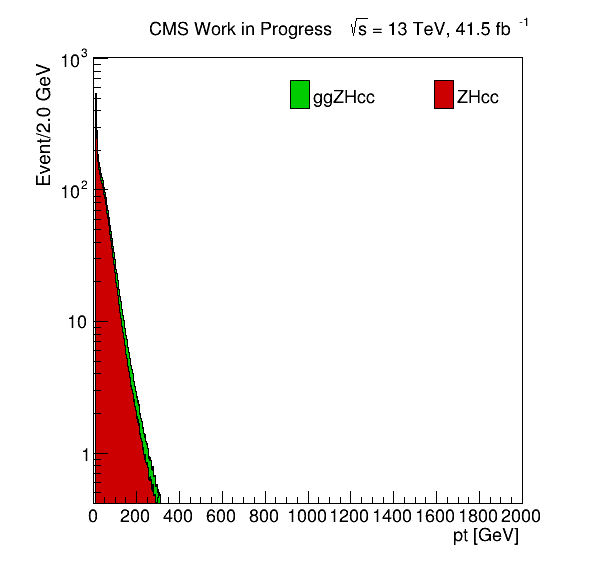 CMS Work in Progress √s = 13 TeV, 41.5 fb⁻¹
Event/2.0 GeV
10³
10²
10
1
ggZHcc ZHcc
0 200 400 600 800 1000 1200 1400 1600 1800 2000
pt [GeV]